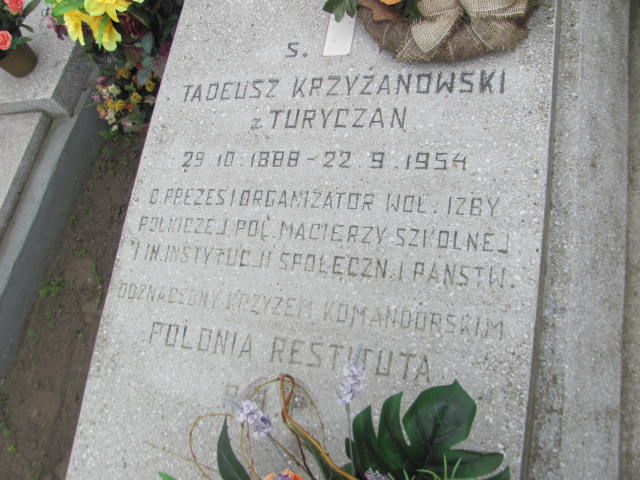 Ś.
TADEUSZ KRZYŻANOWSKI
z TURYCZAN
29.10.1888 - 22.9.1954
B.PREZES I ORGANIZATOR WOŁ. IZBY
ROLNICZEJ POL. MACIERZY SZKOLNEJ
I IN. INSTYTUCJI SPOŁECZN. I PAŃSTW.
ODZNACZONY KRZYŻEM KOMANDORSKIM
POLONIA RESTITUTA